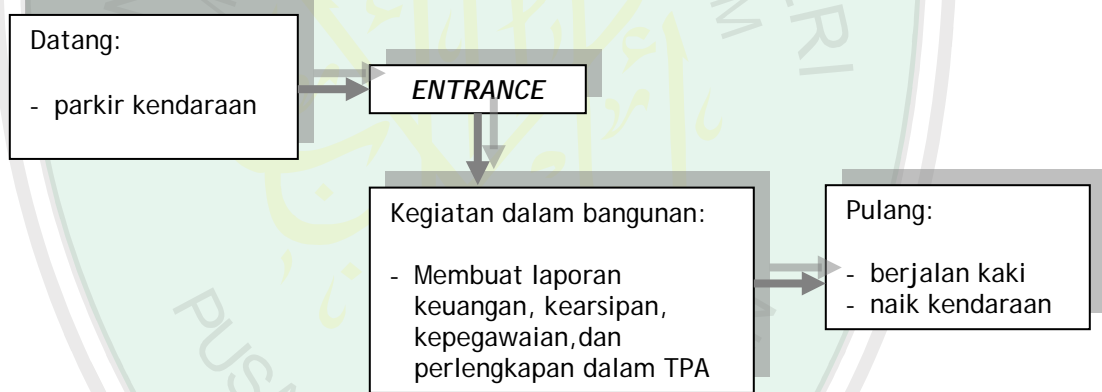 Datang:
- parkir kendaraan
ENTRANCE
Kegiatan dalam bangunan:
- Membuat laporan
keuangan, kearsipan,
kepegawaian,dan
perlengkapan dalam TPA
Pulang:
- berjalan kaki
- naik kendaraan